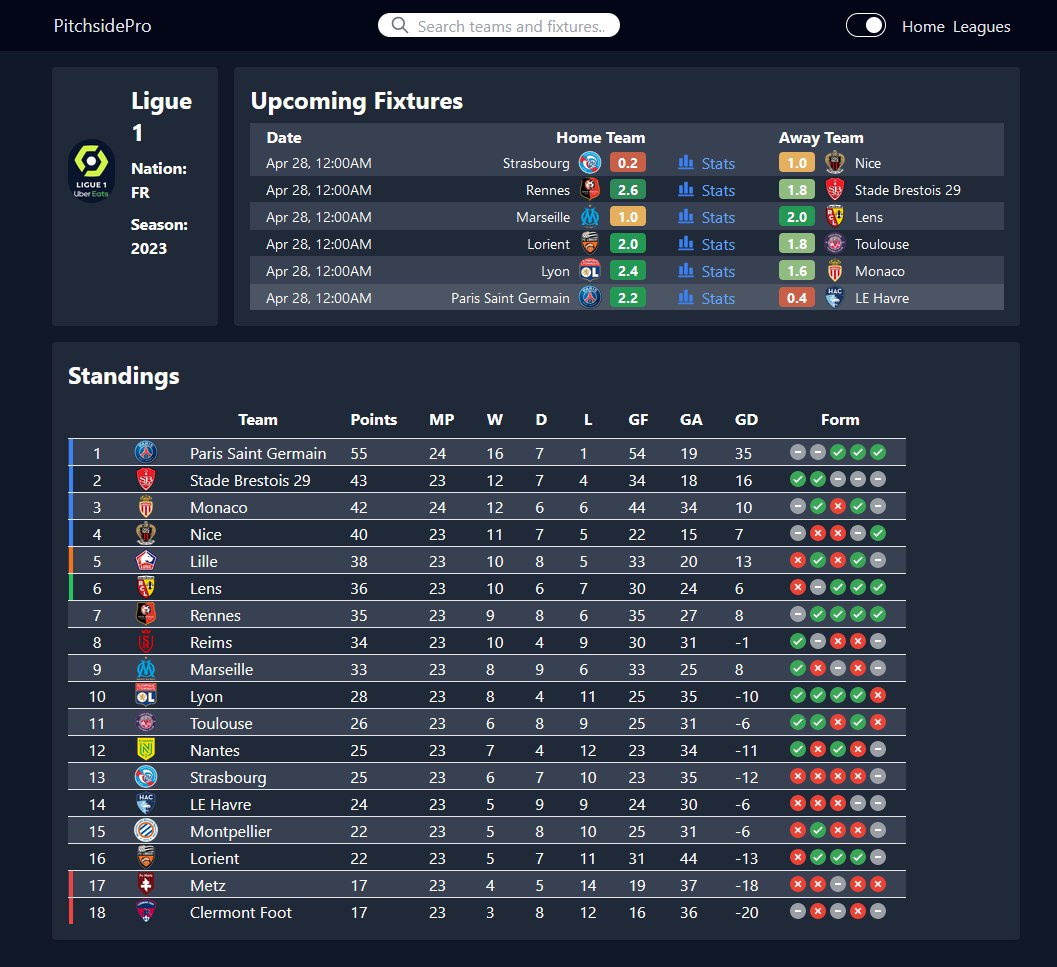 PitchsidePro
Search teams and fixtures..
Home Leagues
LIGUE 1
Uber Eats
Ligue
1
Nation:
FR
Season:
2023
Upcoming Fixtures
Date Home Team Away Team
Apr 28, 12:00AM Strasbourg 0.2 Stats 1.0 Nice
Apr 28, 12:00AM Rennes 2.6 Stats 1.8 Stade Brestois 29
Apr 28, 12:00AM Marseille 1.0 Stats 2.0 Lens
Apr 28, 12:00AM Lorient 2.0 Stats 1.8 Toulouse
Apr 28, 12:00AM Lyon 2.4 Stats 1.6 Monaco
Apr 28, 12:00AM Paris Saint Germain 2.2 Stats 0.4 LE Havre
Standings
Team Points MP W D L GF GA GD Form
1 Paris Saint Germain 55 24 16 7 1 54 19 35
2 Stade Brestois 29 43 23 12 7 4 34 18 16
3 Monaco 42 24 12 6 6 44 34 10
4 Nice 40 23 11 7 5 22 15 7
5 Lille 38 23 10 8 5 33 20 13
6 Lens 36 23 10 6 7 30 24 6
7 Rennes 35 23 9 8 6 35 27 8
8 Reims 34 23 10 4 9 30 31 -1
9 Marseille 33 23 8 9 6 33 25 8
10 Lyon 28 23 8 4 11 25 35 -10
11 Toulouse 26 23 6 8 9 25 31 -6
12 Nantes 25 23 7 4 12 23 34 -11
13 Strasbourg 25 23 6 7 10 23 35 -12
14 LE Havre 24 23 5 9 9 24 30 -6
15 Montpellier 22 23 5 8 10 25 31 -6
16 Lorient 22 23 5 7 11 31 44 -13
17 Metz 17 23 4 5 14 19 37 -18
18 Clermont Foot 17 23 3 8 12 16 36 -20